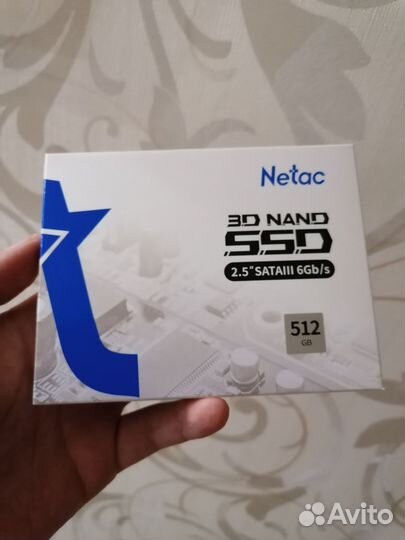 Netac
3D NAND
SSD
2.5" SATAIII 6Gb/s
512
GB
Avito